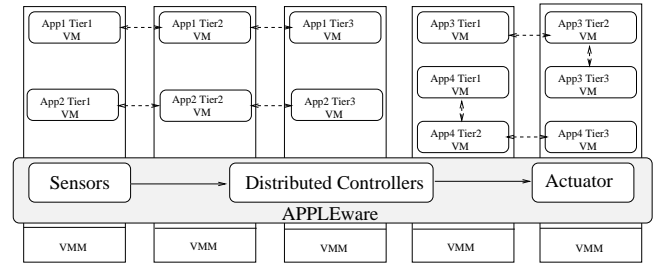 App1 Tier1
VM
App1 Tier2
VM
App1 Tier3
VM
App3 Tier1
VM
App3 Tier2
VM
App4 Tier1
VM
App3 Tier3
VM
App2 Tier1
VM
App2 Tier2
VM
App2 Tier3
VM
App4 Tier2
VM
App4 Tier3
VM
Sensors
Distributed Controllers
Actuator
APPLEware
VMM
VMM
VMM
VMM
VMM